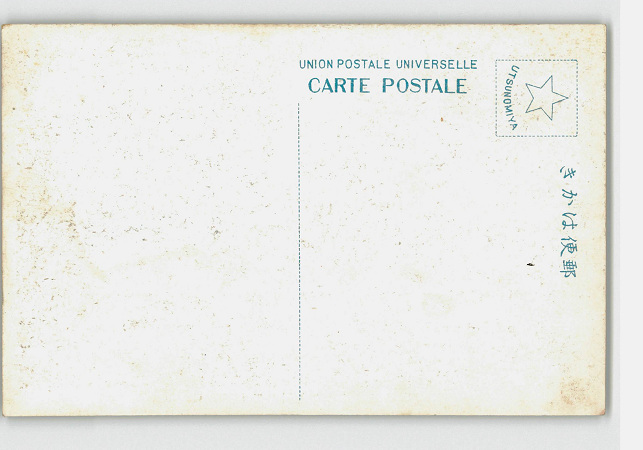 UNION POSTALE UNIVERSELLE
CARTE POSTALE
UTSUNOMIYA
きかは便郵